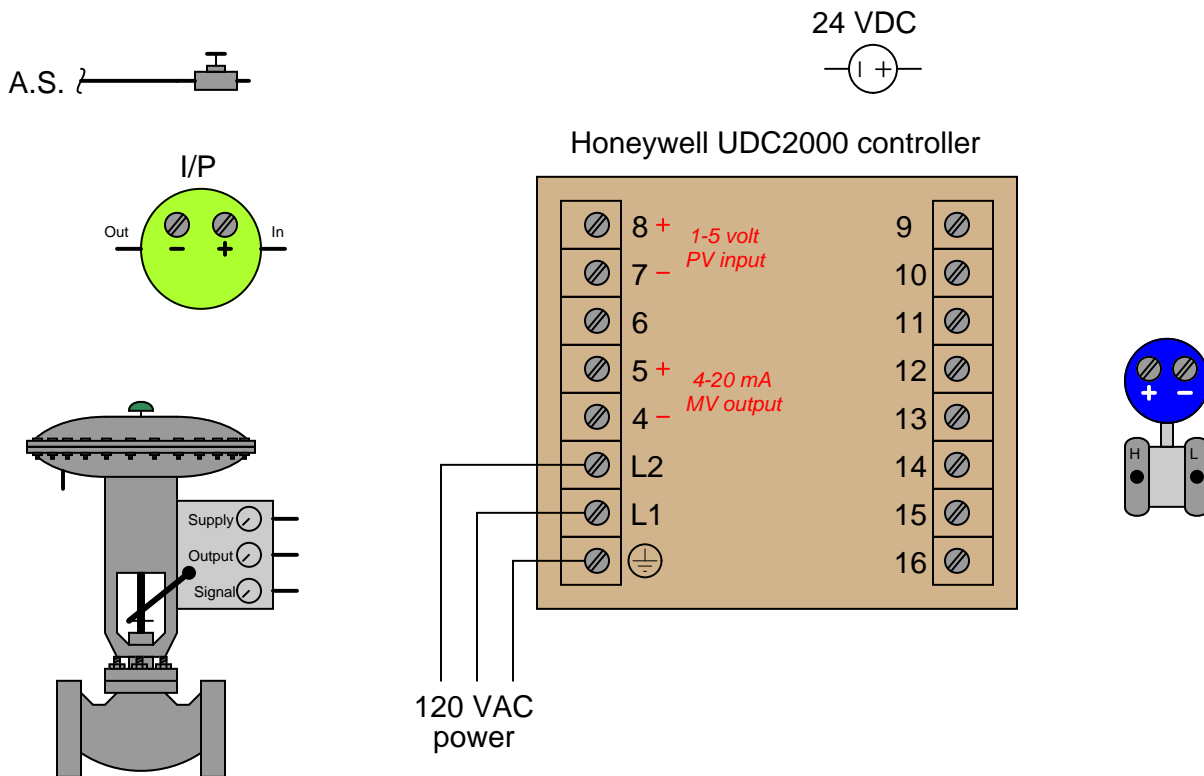 24 VDC
A.S.
− +
Honeywell UDC2000 controller
I/P
Out
In
− +
8 +
7 −
1-5 volt
PV input
6
5 +
4 −
4-20 mA
MV output
L2
L1
9
10
11
12
13
14
15
16
+ −
H
L
Supply
Output
Signal
120 VAC
power